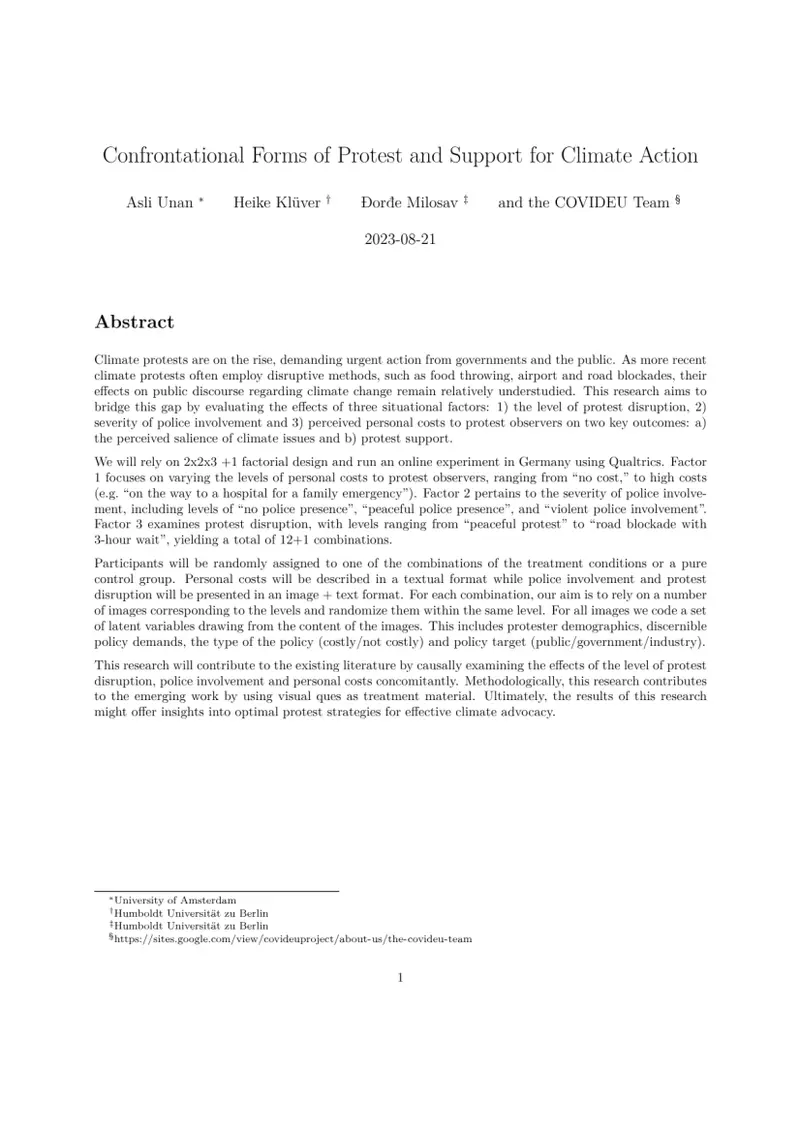 Confrontational Forms of Protest and Support for Climate Action
Asli Unan * Heike Klüver † Đorđe Milosav ‡ and the COVIDEU Team §
2023-08-21
Abstract
Climate protests are on the rise, demanding urgent action from governments and the public. As more recent
climate protests often employ disruptive methods, such as food throwing, airport and road blockades, their
effects on public discourse regarding climate change remain relatively understudied. This research aims to
bridge this gap by evaluating the effects of three situational factors: 1) the level of protest disruption, 2)
severity of police involvement and 3) perceived personal costs to protest observers on two key outcomes: a)
the perceived salience of climate issues and b) protest support.
We will rely on 2x2x3 +1 factorial design and run an online experiment in Germany using Qualtrics. Factor
1 focuses on varying the levels of personal costs to protest observers, ranging from “no cost,” to high costs
(e.g. “on the way to a hospital for a family emergency”). Factor 2 pertains to the severity of police involve-
ment, including levels of “no police presence”, “peaceful police presence”, and “violent police involvement”.
Factor 3 examines protest disruption, with levels ranging from “peaceful protest” to “road blockade with
3-hour wait”, yielding a total of 12+1 combinations.
Participants will be randomly assigned to one of the combinations of the treatment conditions or a pure
control group. Personal costs will be described in a textual format while police involvement and protest
disruption will be presented in an image + text format. For each combination, our aim is to rely on a number
of images corresponding to the levels and randomize them within the same level. For all images we code a set
of latent variables drawing from the content of the images. This includes protester demographics, discernible
policy demands, the type of the policy (costly/not costly) and policy target (public/government/industry).
This research will contribute to the existing literature by causally examining the effects of the level of protest
disruption, police involvement and personal costs concomitantly. Methodologically, this research contributes
to the emerging work by using visual ques as treatment material. Ultimately, the results of this research
might offer insights into optimal protest strategies for effective climate advocacy.
*University of Amsterdam
†Humboldt Universität zu Berlin
‡Humboldt Universität zu Berlin
§https://sites.google.com/view/covideuproject/about-us/the-covideu-team
1